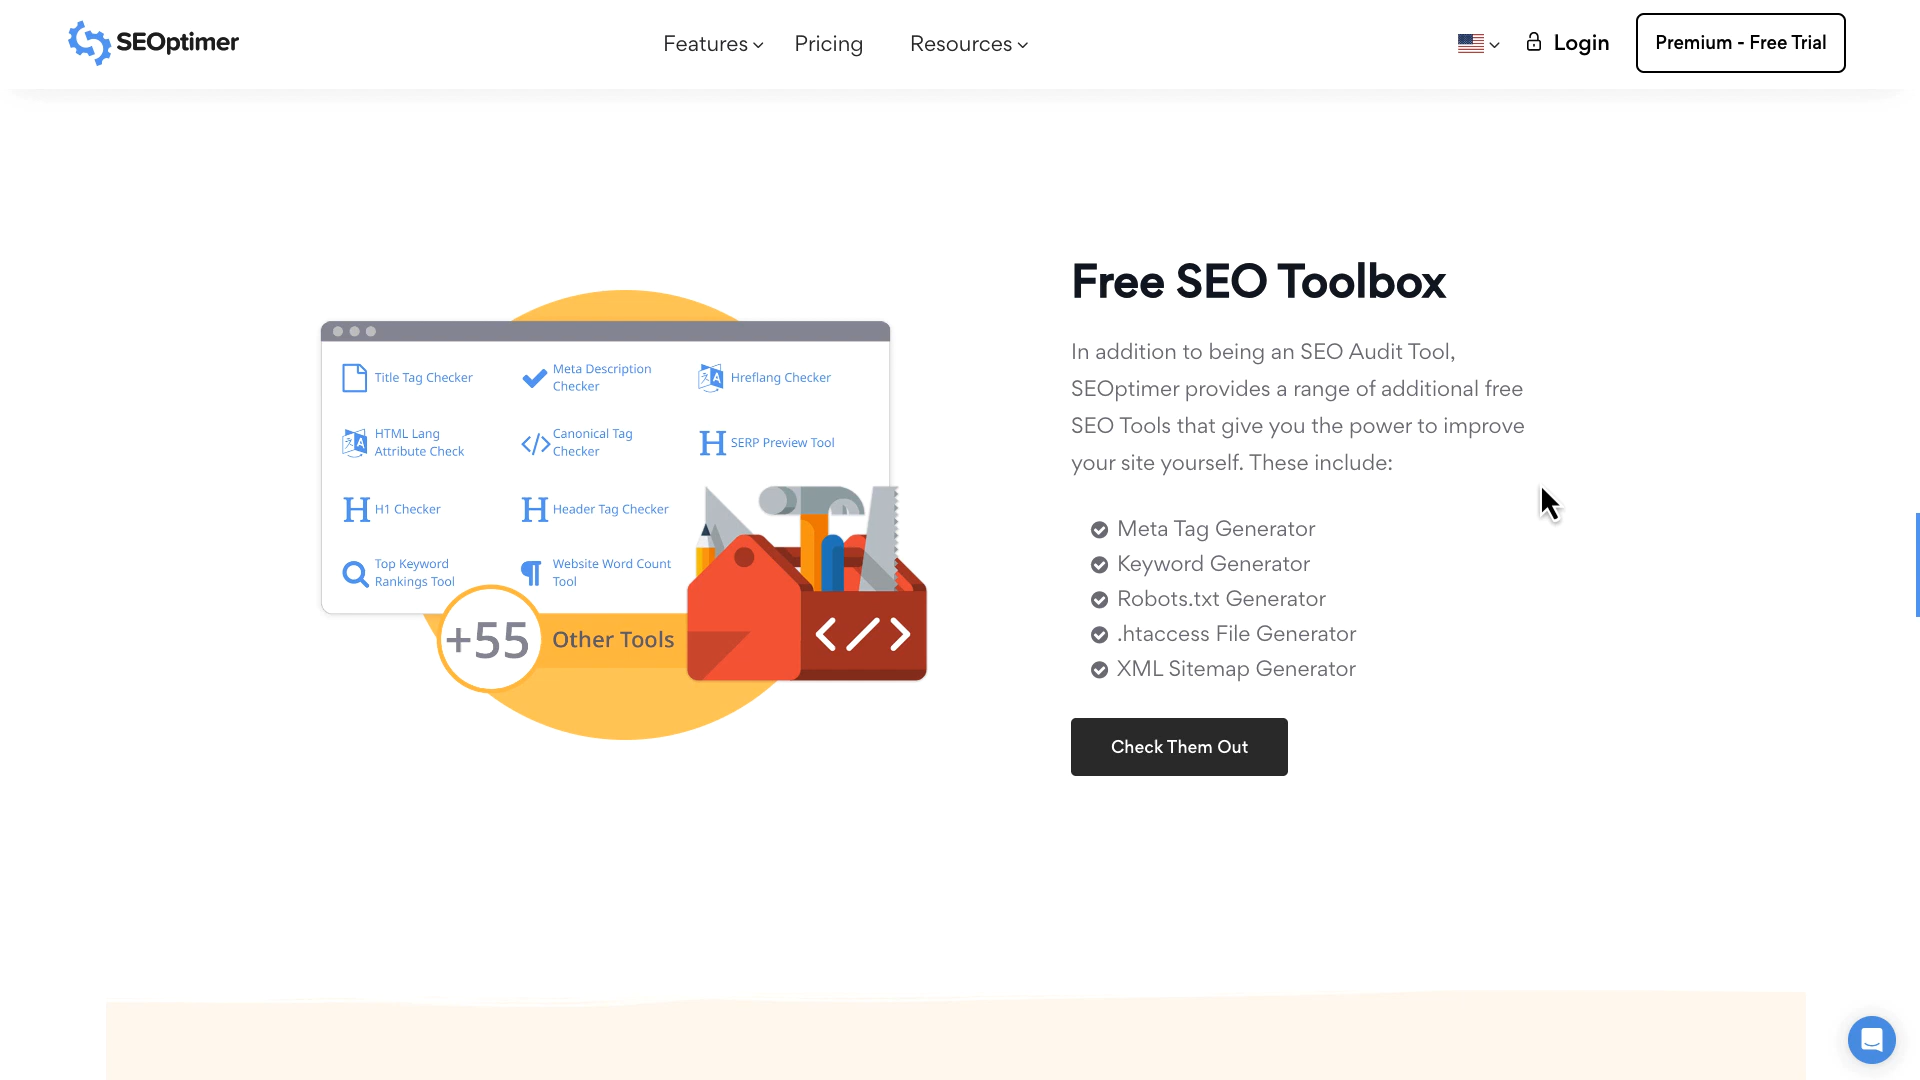 SEOptimer
Features
Pricing
Resources
Login
Premium - Free Trial
Title Tag Checker
Meta Description
Checker
Hreflang Checker
HTML Lang
Attribute Check
Canonical Tag
Checker
SERP Preview Tool
H1 Checker
Header Tag Checker
Top Keyword
Rankings Tool
Website Word Count
Tool
+55
Other Tools
Free SEO Toolbox
In addition to being an SEO Audit Tool,
SEOptimer provides a range of additional free
SEO Tools that give you the power to improve
your site yourself. These include:
Meta Tag Generator
Keyword Generator
Robots.txt Generator
.htaccess File Generator
XML Sitemap Generator
Check Them Out